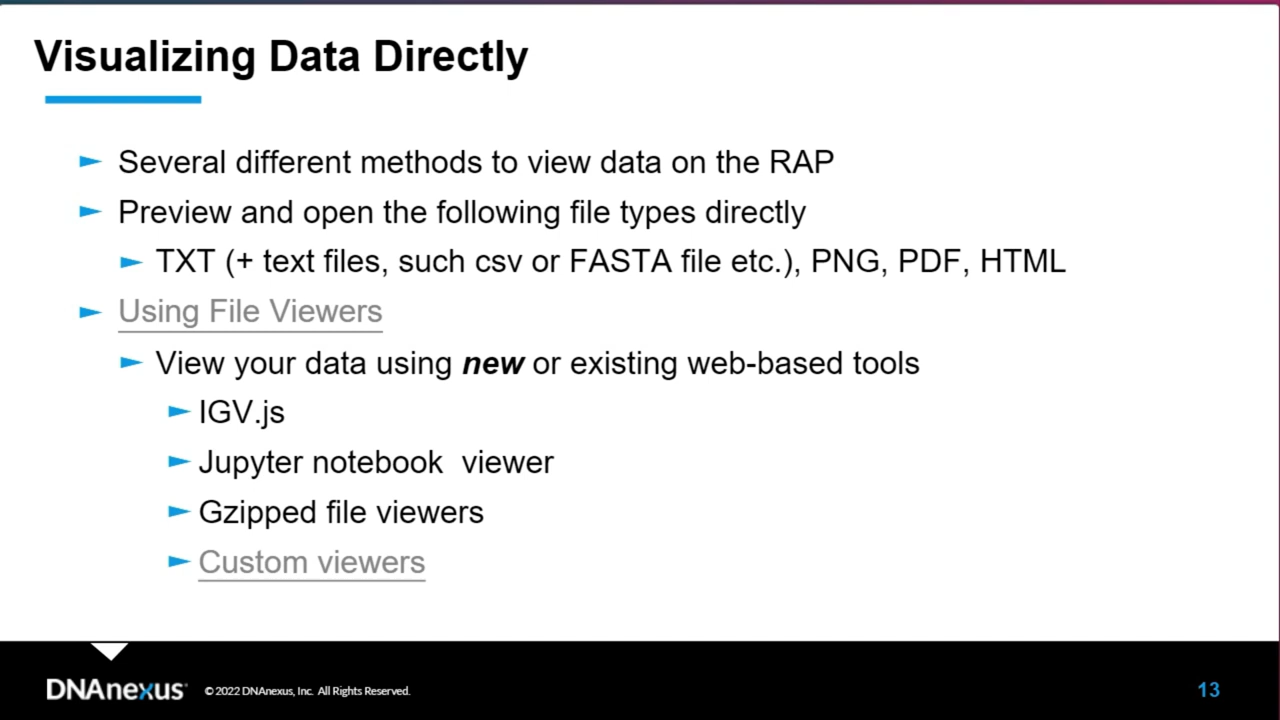 Visualizing Data Directly
Several different methods to view data on the RAP
Preview and open the following file types directly
TXT (+ text files, such csv or FASTA file etc.), PNG, PDF, HTML
Using File Viewers
View your data using new or existing web-based tools
IGV.js
Jupyter notebook  viewer
Gzipped file viewers
Custom viewers
DNAnexus © 2022 DNAnexus, Inc. All Rights Reserved. 13